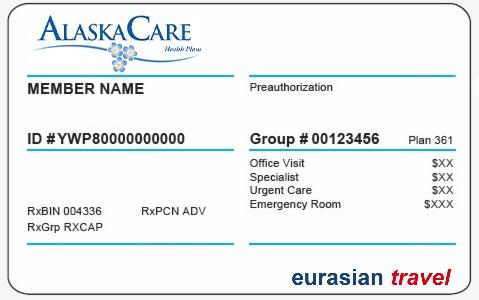 ALASKACARE
Health Plans
MEMBER NAME
Preauthorization
ID #YWP80000000000
Group # 00123456 Plan 361
Office Visit $XX
Specialist $XX
Urgent Care $XX
Emergency Room $XXX
RxBIN 004336 RxPCN ADV
RxGrp RXCAP
eurasian travel